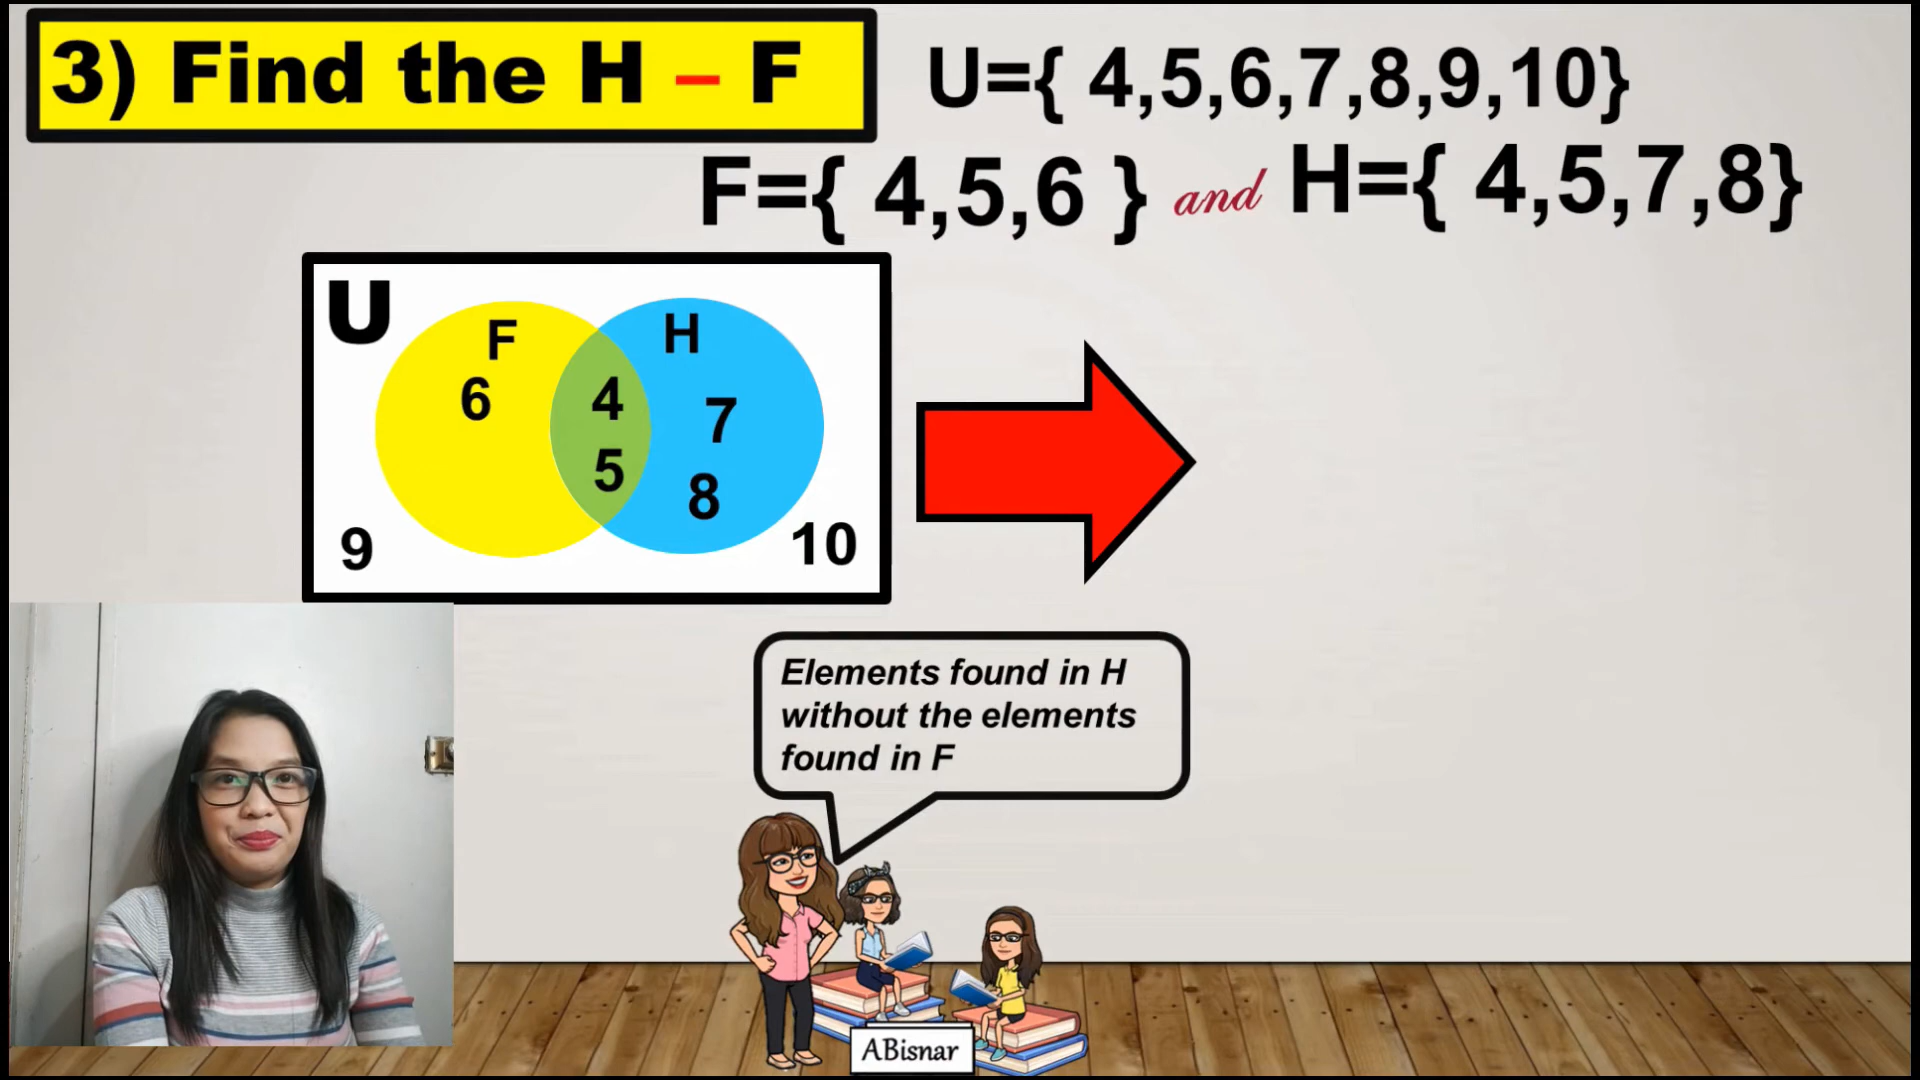 3) Find the H – F
U={ 4,5,6,7,8,9,10}
F={ 4,5,6 } and H={ 4,5,7,8}
U
F
H
6
4
7
5
8
9
10
Elements found in H
without the elements
found in F
ABisnar